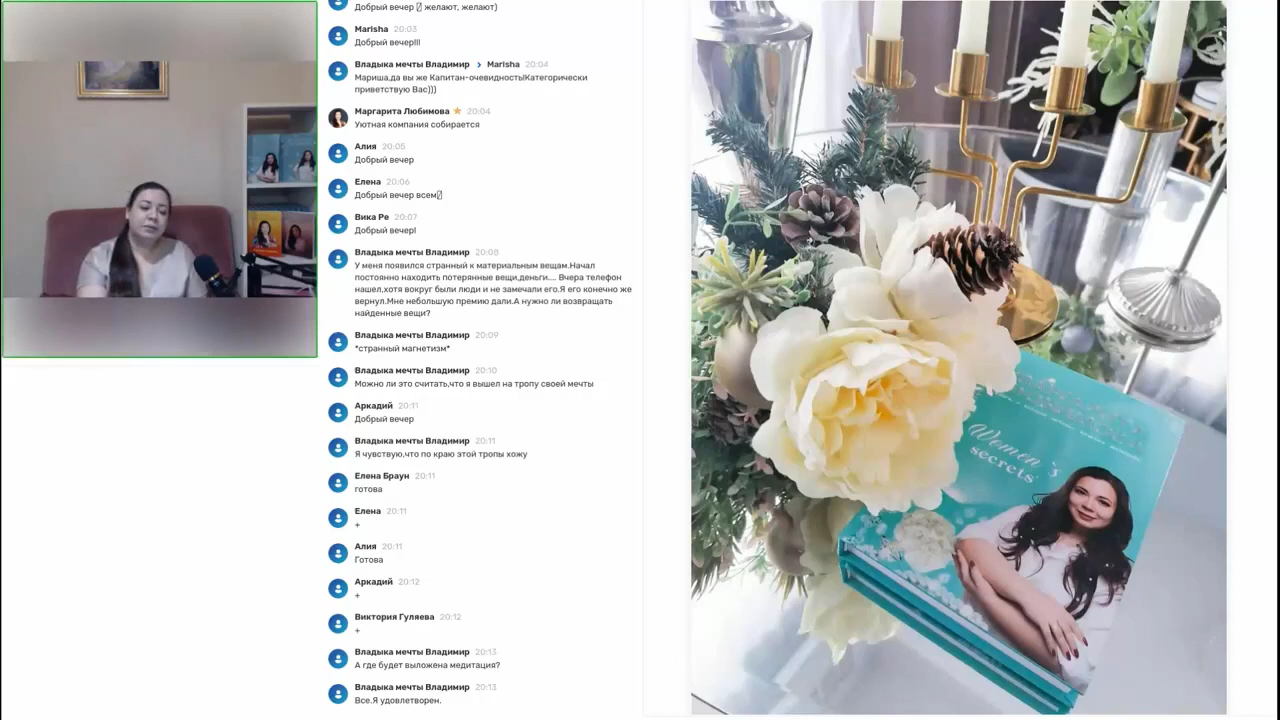 Добрый вечер желают, желают)
Marisha 20:03
Добрый вечер!!!
Владыка мечты Владимир > Marisha 20:04
Мариша,да вы же Капитан-очевидность!Категорически
приветствую Вас)))
Маргарита Любимова 20:04
Уютная компания собирается
Алия 20:05
Добрый вечер
Елена 20:06
Добрый вечер всем
Вика Ре 20:07
Добрый вечер!
Владыка мечты Владимир 20:08
У меня появился странный к материальным вещам.Начал
постоянно находить потерянные вещи,деньги.... Вчера телефон
нашел,хотя вокруг были люди и не замечали его.Я его конечно же
вернул.Мне небольшую премию дали.А нужно ли возвращать
найденные вещи?
Владыка мечты Владимир 20:09
*странный магнетизм*
Владыка мечты Владимир 20:10
Можно ли это считать,что я вышел на тропу своей мечты
Аркадий 20:11
Добрый вечер
Владыка мечты Владимир 20:11
Я чувствую,что по краю этой тропы хожу
Елена Браун 20:11
готова
Елена 20:11
+
Алия 20:11
Готова
Аркадий 20:12
+
Виктория Гуляева 20:12
+
Владыка мечты Владимир 20:13
А где будет выложена медитация?
Владыка мечты Владимир 20:13
Все.Я удовлетворен.
Women's
secrets